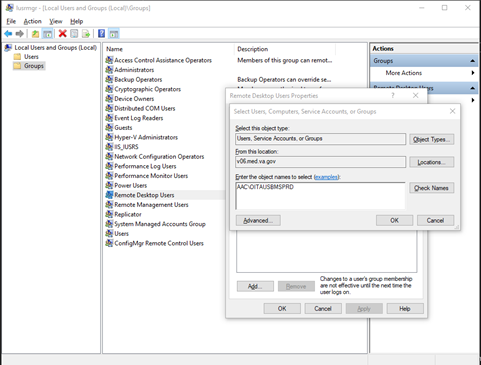 lusrmgr - [Local Users and Groups (Local)\Groups]
File Action View Help
Local Users and Groups (Local)
Users
Groups
Name Description
Access Control Assistance Operators Members of this group can remot...
Administrators
Backup Operators Backup Operators can override se...
Cryptographic Operators
Device Owners
Distributed COM Users
Event Log Readers
Guests
Hyper-V Administrators
IIS_IUSRS
Network Configuration Operators
Performance Log Users
Performance Monitor Users
Power Users
Remote Desktop Users
Remote Management Users
Replicator
System Managed Accounts Group
Users
ConfigMgr Remote Control Users
Actions
Groups
More Actions
Remote Desktop Users
Remote Desktop Users Properties
Select Users, Computers, Service Accounts, or Groups
Select this object type:
Users, Service Accounts, or Groups
Object Types...
From this location:
v06.med.va.gov
Locations...
Enter the object names to select (examples):
AAC\OITAUSBMSPRD
Check Names
Advanced...
OK
Cancel
Add...
Remove
Changes to a user's group membership
are not effective until the next time the
user logs on.
OK
Cancel
Apply
Help